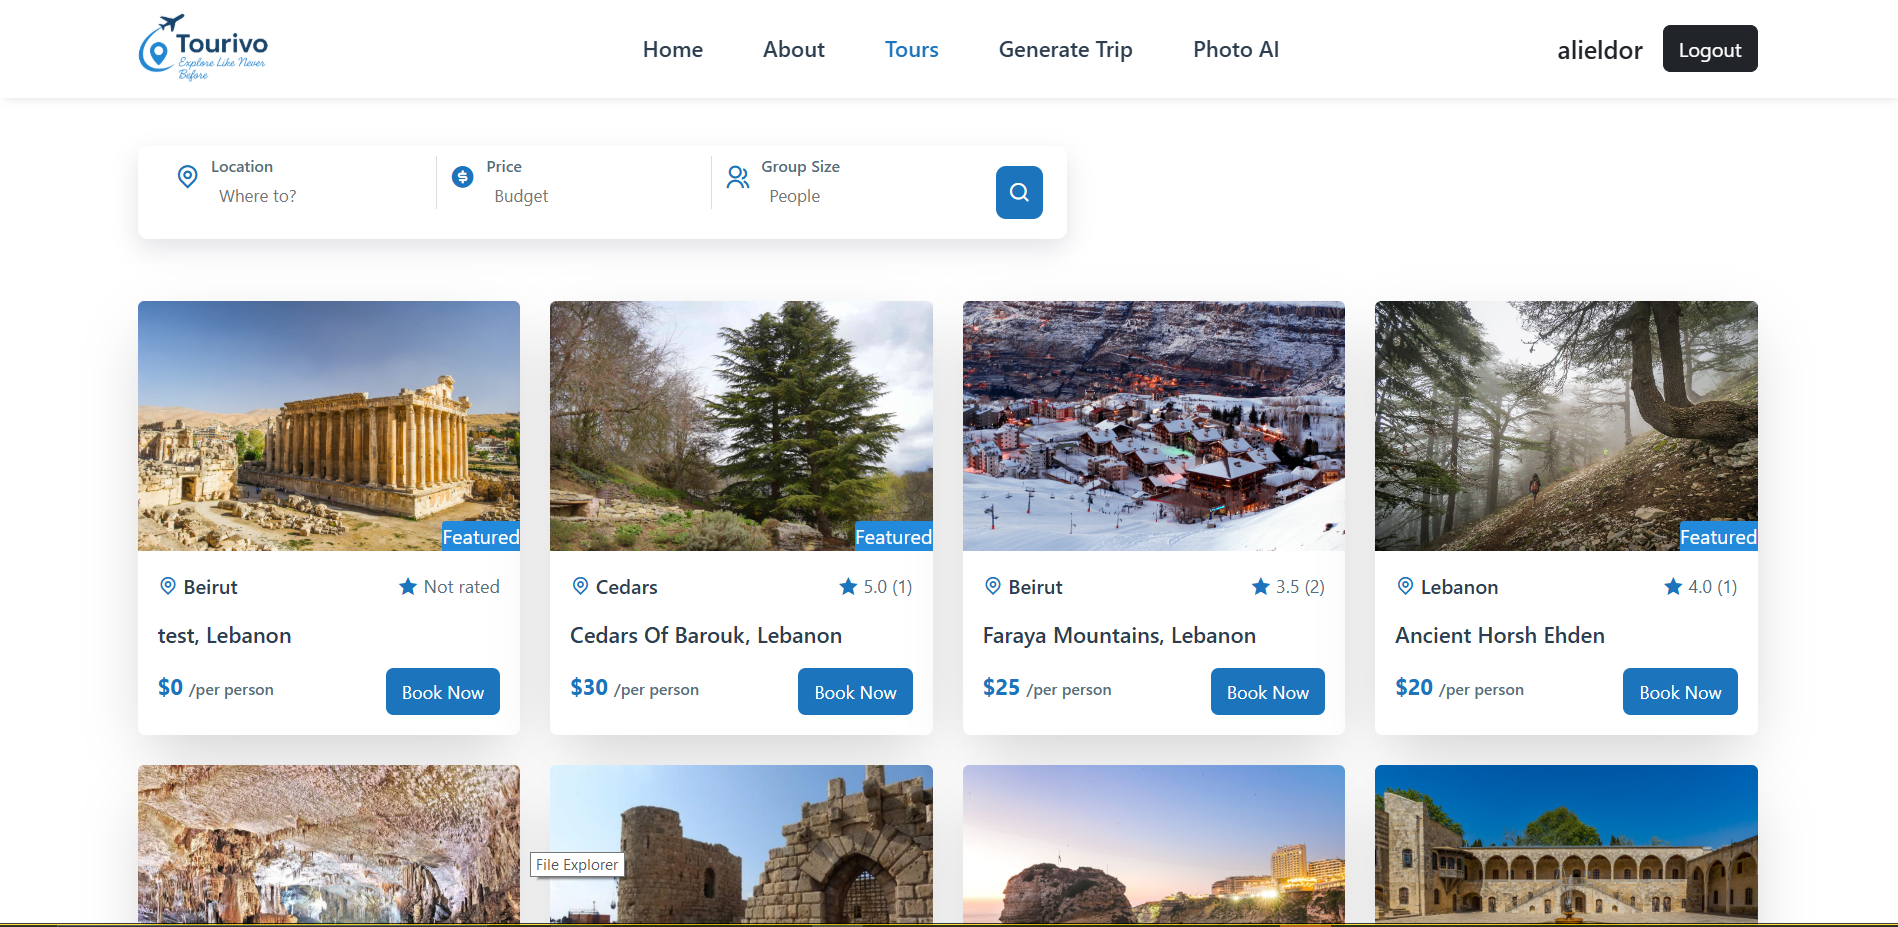 Tourivo
Explore Like Never
Before
Home
About
Tours
Generate Trip
Photo AI
alieldor
Logout
Location
Where to?
Price
Budget
Group Size
People
Featured
Beirut
Not rated
test, Lebanon
$0 /per person
Book Now
Featured
Cedars
5.0 (1)
Cedars Of Barouk, Lebanon
$30 /per person
Book Now
Beirut
3.5 (2)
Faraya Mountains, Lebanon
$25 /per person
Book Now
Featured
Lebanon
4.0 (1)
Ancient Horsh Ehden
$20 /per person
Book Now
File Explorer